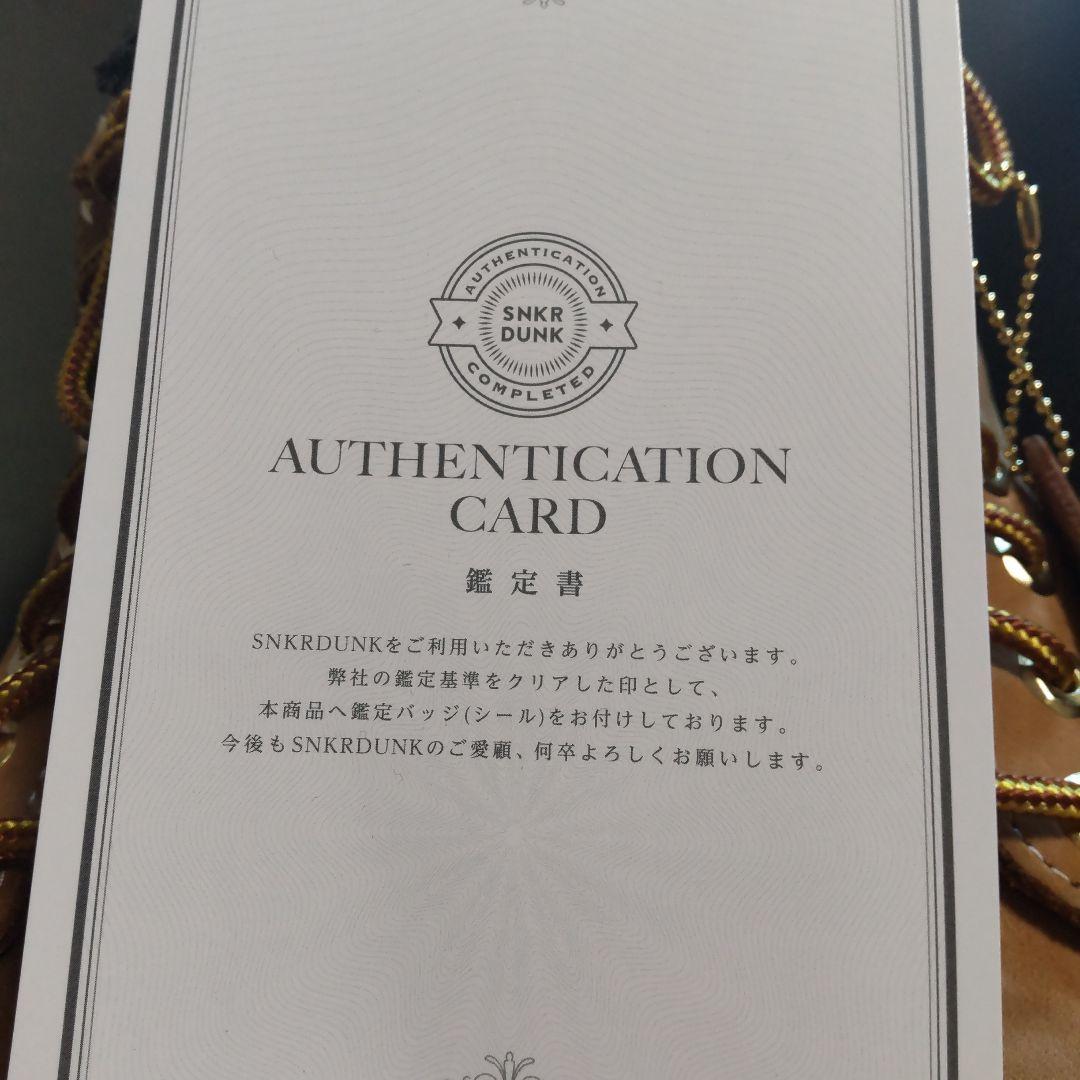 AUTHENTICATION
SNKR
DUNK
COMPLETED
AUTHENTICATION
CARD
鑑定書
SNKRDUNKをご利用いただきありがとうございます。
弊社の鑑定基準をクリアした印として、
本商品へ鑑定バッジ(シール)をお付けしております。
今後もSNKRDUNKのご愛顧、何卒よろしくお願いします。